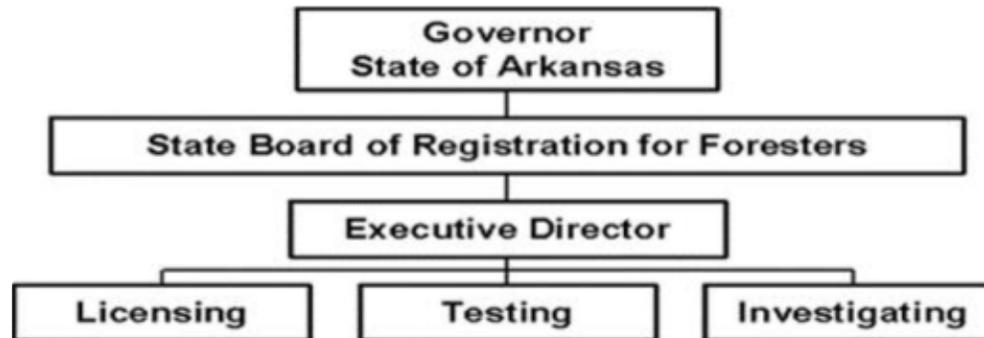 Governor
State of Arkansas
State Board of Registration for Foresters
Executive Director
Licensing
Testing
Investigating